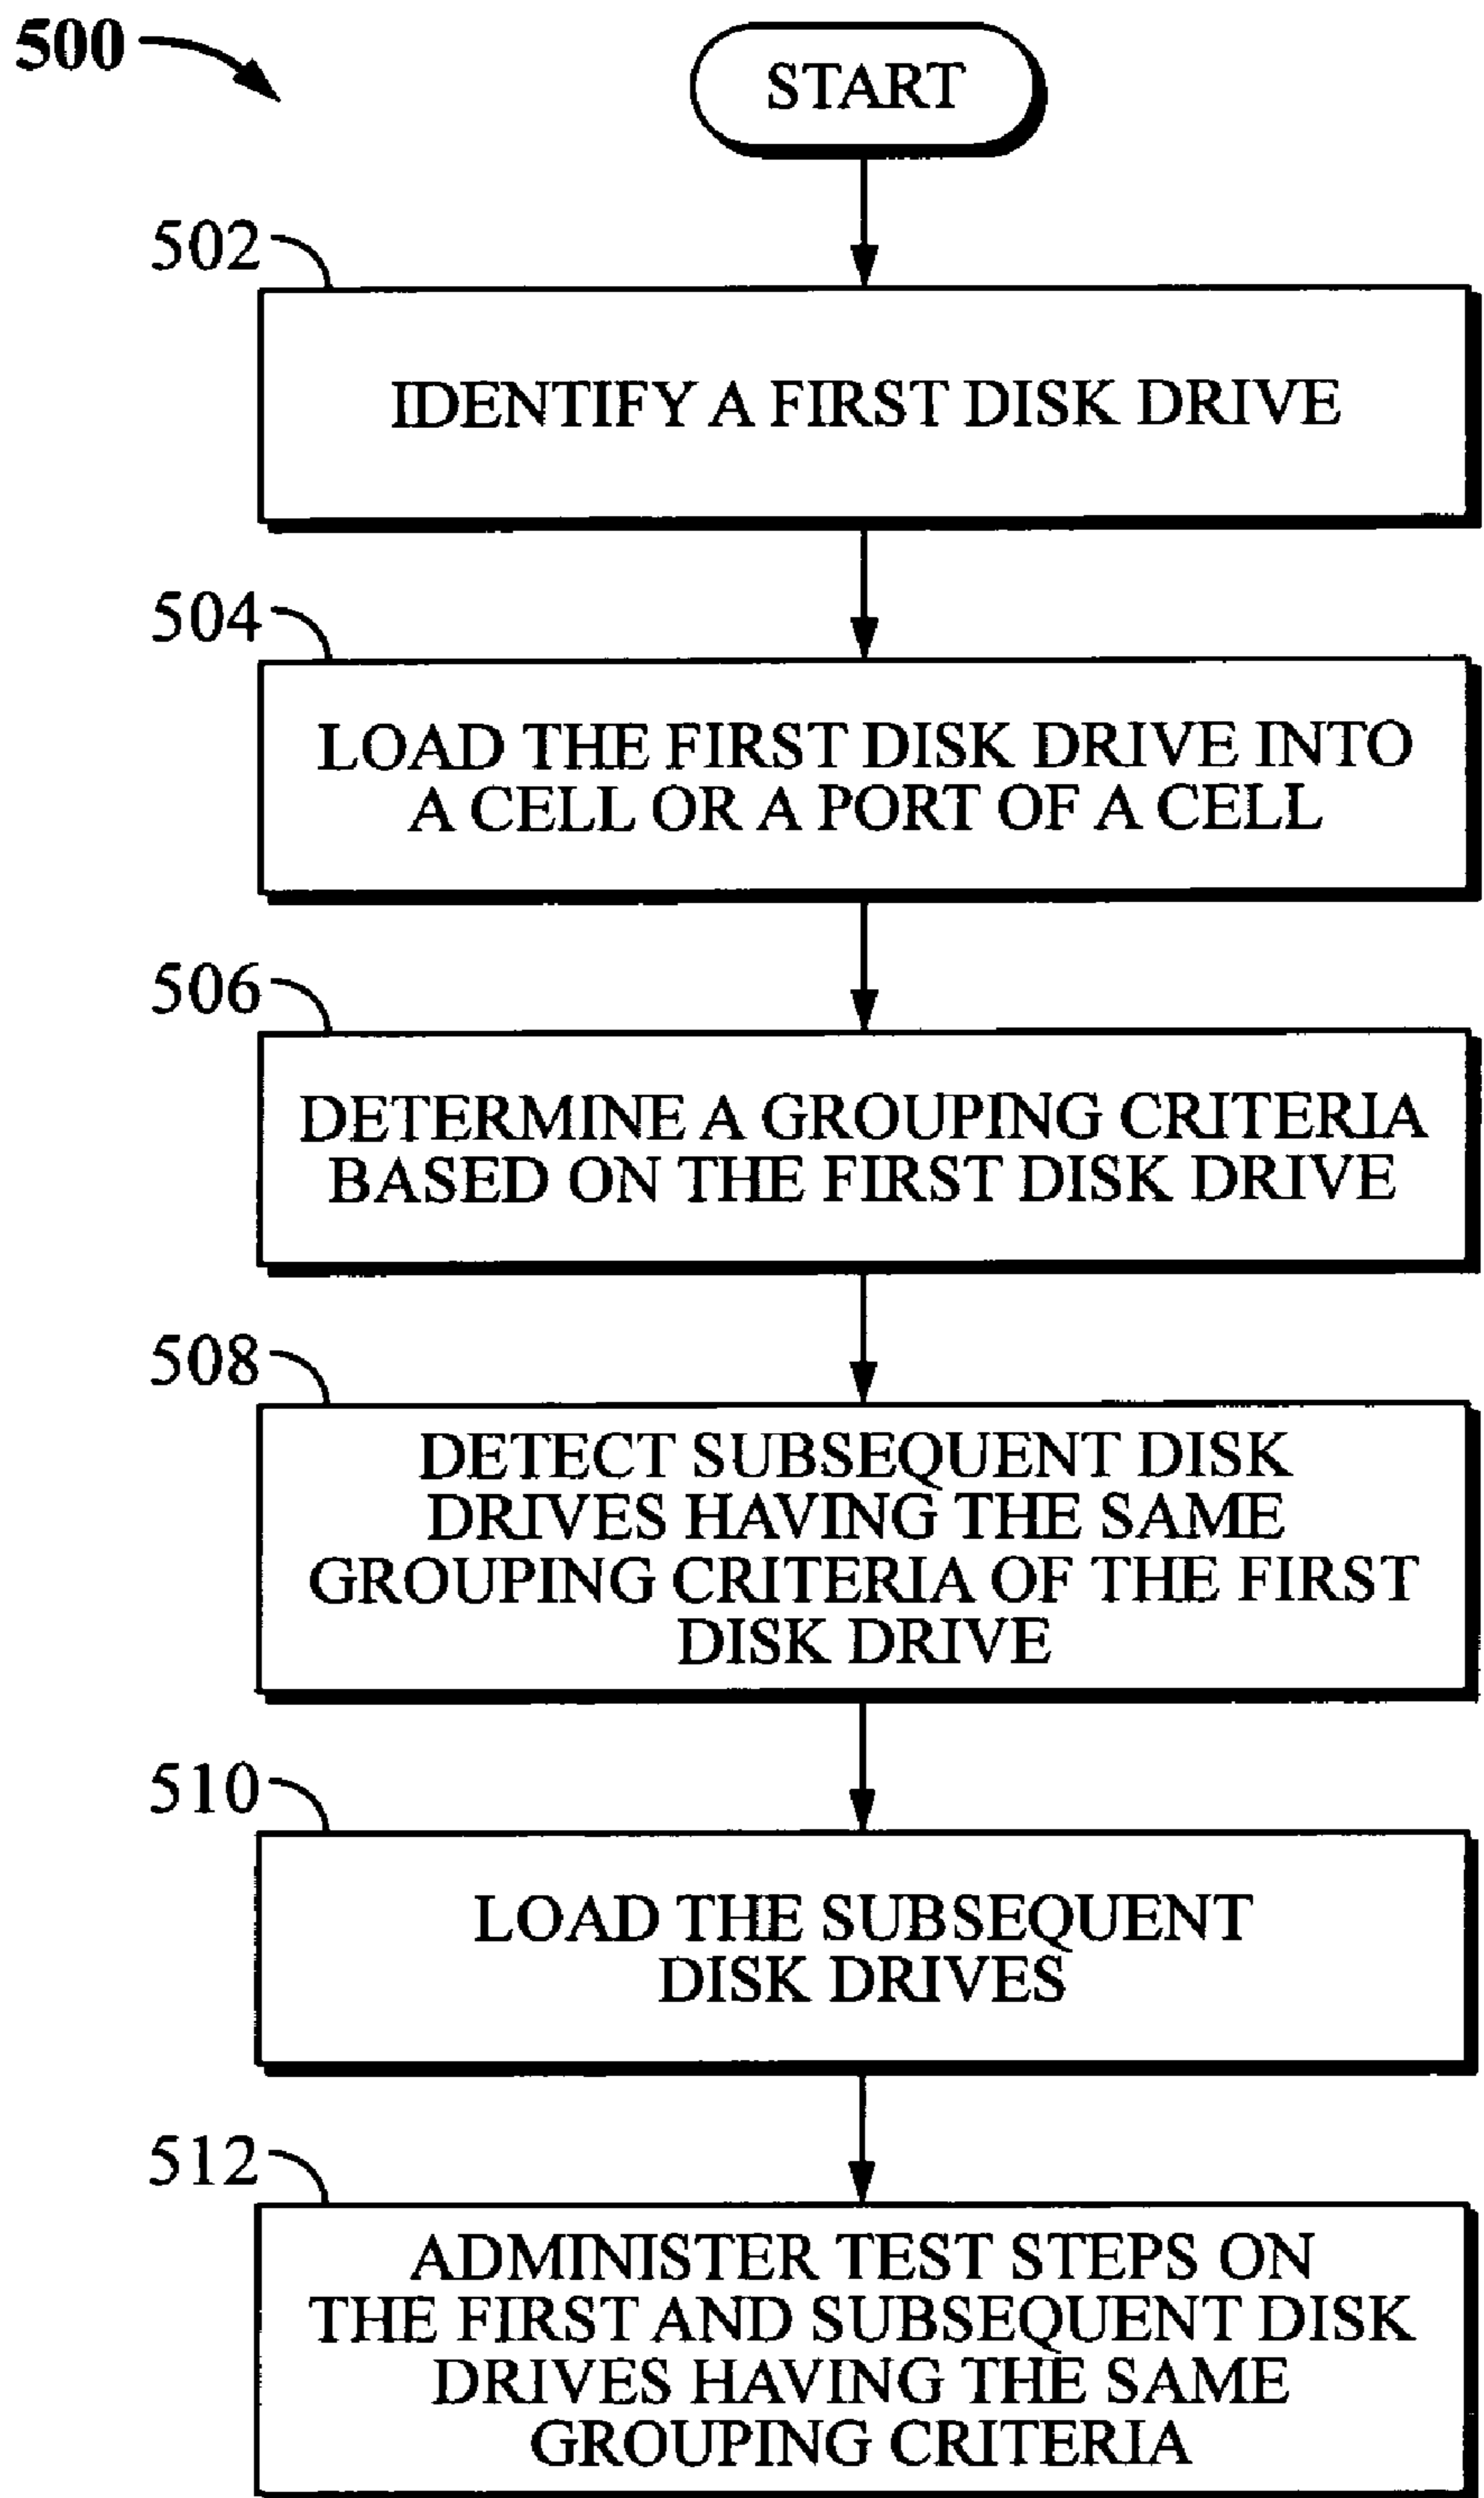 500
START
502
IDENTIFY A FIRST DISK DRIVE
504
LOAD THE FIRST DISK DRIVE INTO
A CELL OR A PORT OF A CELL
506
DETERMINE A GROUPING CRITERIA
BASED ON THE FIRST DISK DRIVE
508
DETECT SUBSEQUENT DISK
DRIVES HAVING THE SAME
GROUPING CRITERIA OF THE FIRST
DISK DRIVE
510
LOAD THE SUBSEQUENT
DISK DRIVES
512
ADMINISTER TEST STEPS ON
THE FIRST AND SUBSEQUENT DISK
DRIVES HAVING THE SAME
GROUPING CRITERIA